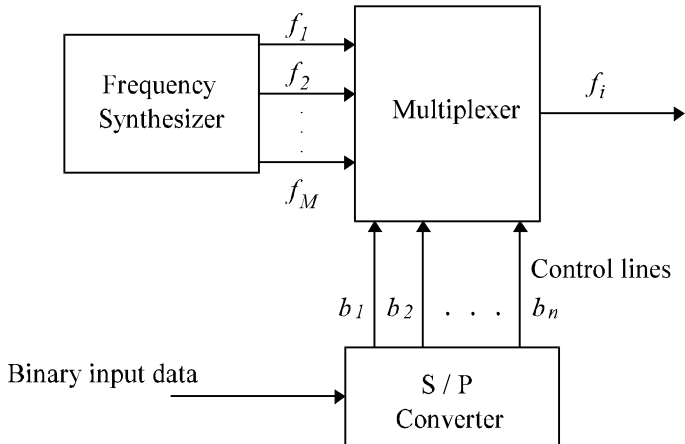 f1
Frequency
Synthesizer
f2
.
.
.
.
fM
Multiplexer
fi
Control lines
b1 b2 . . . bn
Binary input data
S / P
Converter